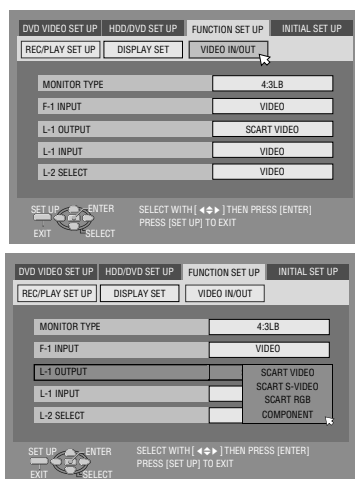 DVD VIDEO SET UP HDD/DVD SET UP FUNCTION SET UP INITIAL SET UP
REC/PLAY SET UP DISPLAY SET VIDEO IN/OUT
MONITOR TYPE 4:3LB
F-1 INPUT VIDEO
L-1 OUTPUT SCART VIDEO
L-1 INPUT VIDEO
L-2 SELECT VIDEO
SET UP ENTER SELECT WITH [ ] THEN PRESS [ENTER]
EXIT SELECT PRESS [SET UP] TO EXIT
DVD VIDEO SET UP HDD/DVD SET UP FUNCTION SET UP INITIAL SET UP
REC/PLAY SET UP DISPLAY SET VIDEO IN/OUT
MONITOR TYPE 4:3LB
F-1 INPUT VIDEO
L-1 OUTPUT SCART VIDEO
SCART S-VIDEO
L-1 INPUT SCART RGB
L-2 SELECT COMPONENT
SET UP ENTER SELECT WITH [ ] THEN PRESS [ENTER]
EXIT SELECT PRESS [SET UP] TO EXIT